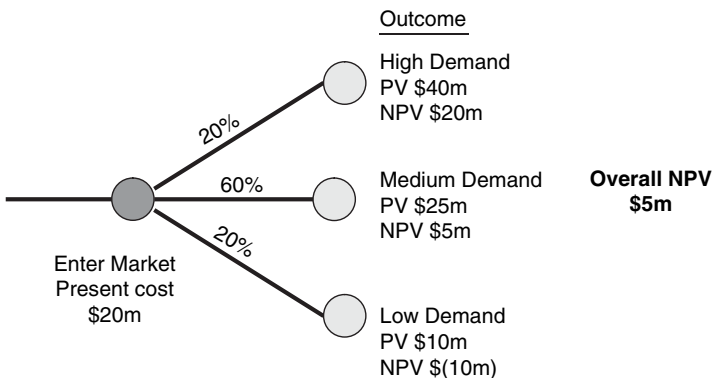 Outcome
High Demand
PV $40m
NPV $20m
20%
60%
Medium Demand
PV $25m
NPV $5m
Overall NPV
$5m
20%
Enter Market
Present cost
$20m
Low Demand
PV $10m
NPV $(10m)